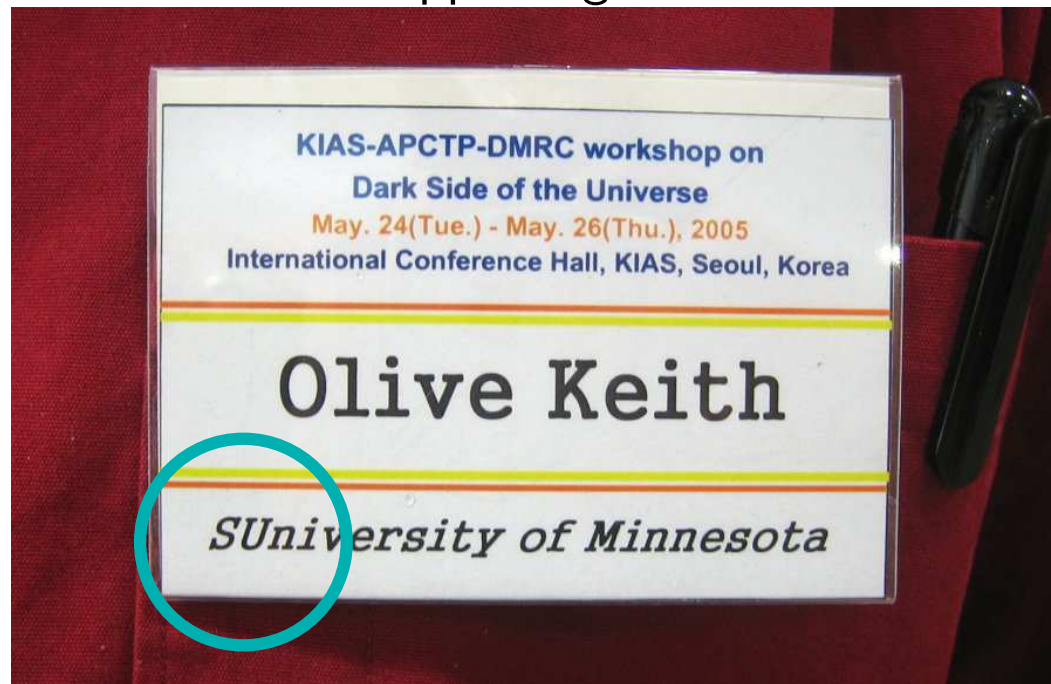 KIAS-APCTP-DMRC workshop on
Dark Side of the Universe
May. 24(Tue.) - May. 26(Thu.), 2005
International Conference Hall, KIAS, Seoul, Korea
Olive Keith
SUniversity of Minnesota